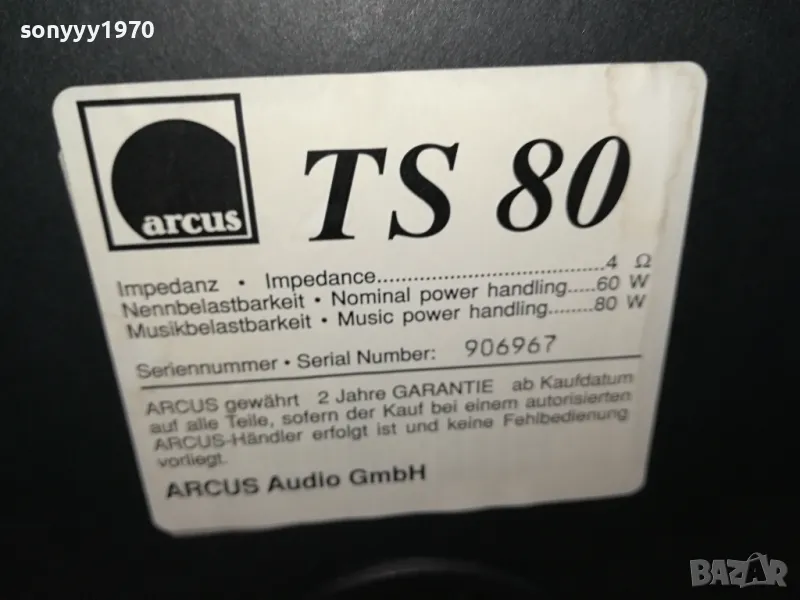 sonyyy1970
arcus
TS 80
Impedanz • Impedance..............................4 Ω
Nennbelastbarkeit • Nominal power handling.....60 W
Musikbelastbarkeit • Music power handling........80 W
Seriennummer • Serial Number: 906967
ARCUS gewährt 2 Jahre GARANTIE ab Kaufdatum
auf alle Teile, sofern der Kauf bei einem autorisierten
ARCUS-Händler erfolgt ist und keine Fehlbedienung
vorliegt.
ARCUS Audio GmbH
BAZAR